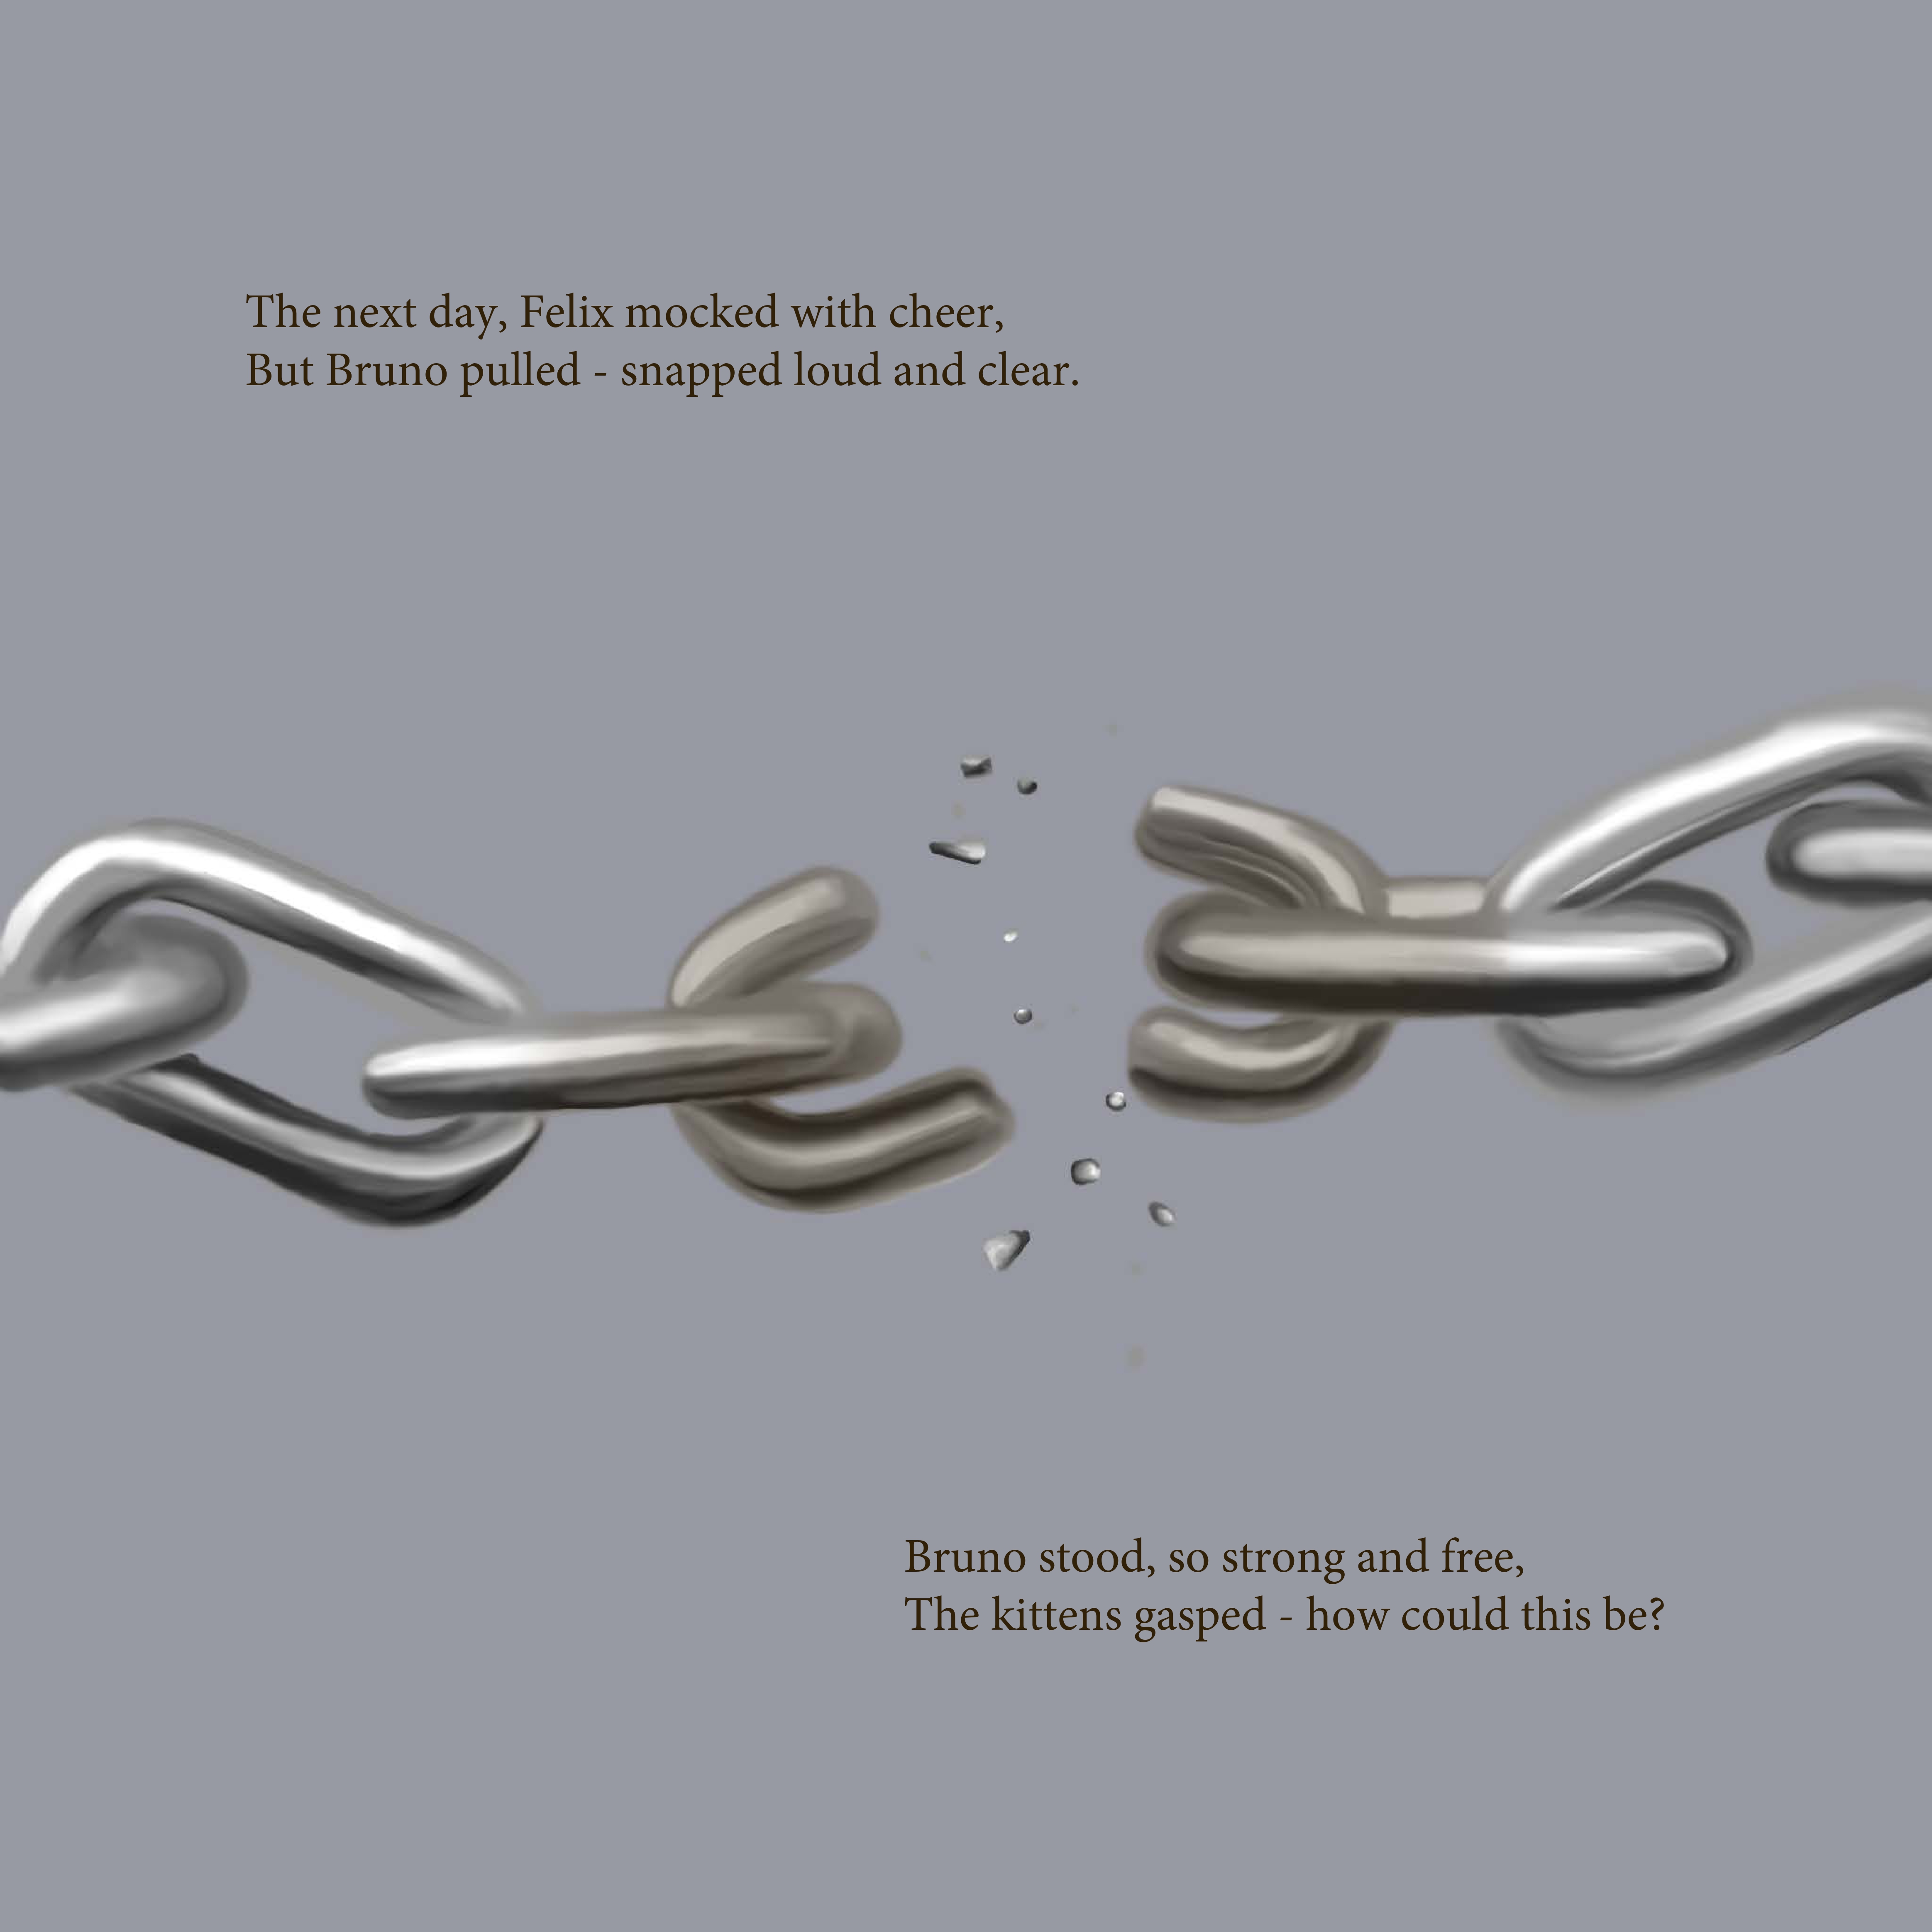 The next day, Felix mocked with cheer,
But Bruno pulled - snapped loud and clear.
Bruno stood, so strong and free,
The kittens gasped - how could this be?